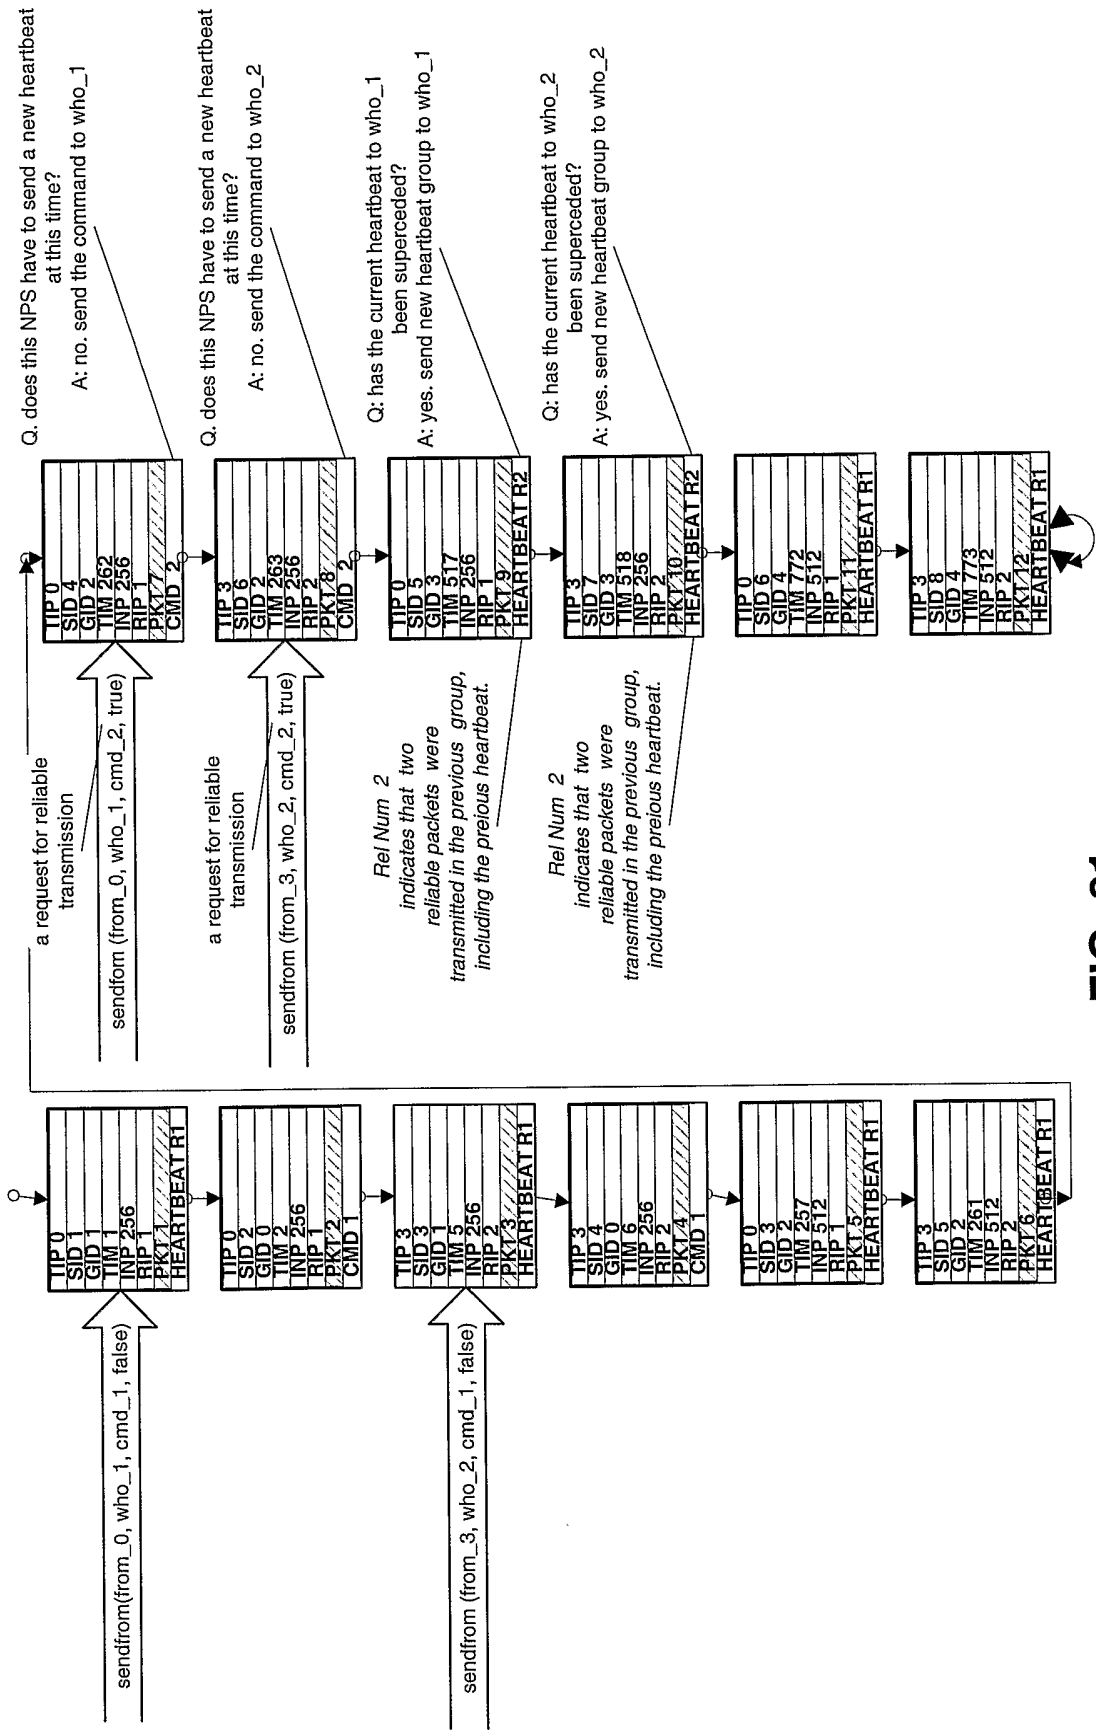 sendfrom(from_0, who_1, cmd_1, false)
TIP 0
SID 1
GID 1
TIM 1
INP 256
RIP 1
PKT 1
HEARTBEAT R1
TIP 0
SID 2
GID 0
TIM 2
INP 256
RIP 1
PKT 2
CMD 1
sendfrom (from_3, who_2, cmd_1, false)
TIP 3
SID 3
GID 1
TIM 5
INP 256
RIP 2
PKT 3
HEARTBEAT R1
TIP 3
SID 4
GID 0
TIM 6
INP 256
RIP 2
PKT 4
CMD 1
TIP 0
SID 3
GID 2
TIM 257
INP 512
RIP 1
PKT 5
HEARTBEAT R1
TIP 3
SID 5
GID 2
TIM 261
INP 512
RIP 2
PKT 6
HEARTBEAT R1
a request for reliable
transmission
sendfom (from_0, who_1, cmd_2, true)
TIP 0
SID 4
GID 2
TIM 262
INP 256
RIP 1
PKT 7
CMD 2
Q. does this NPS have to send a new heartbeat
at this time?
A: no. send the command to who_1
a request for reliable
transmission
sendfrom (from_3, who_2, cmd_2, true)
TIP 3
SID 6
GID 2
TIM 263
INP 256
RIP 2
PKT 8
CMD 2
Q. does this NPS have to send a new heartbeat
at this time?
A: no. send the command to who_2
Rel Num 2
indicates that two
reliable packets were
transmitted in the previous group,
including the preious heartbeat.
TIP 0
SID 5
GID 3
TIM 517
INP 256
RIP 1
PKT 9
HEARTBEAT R2
Q: has the current heartbeat to who_1
been superceded?
A: yes. send new heartbeat group to who_1
Rel Num 2
indicates that two
reliable packets were
transmitted in the previous group,
including the preious heartbeat.
TIP 3
SID 7
GID 3
TIM 518
INP 256
RIP 2
PKT 10
HEARTBEAT R2
Q: has the current heartbeat to who_2
been superceded?
A: yes. send new heartbeat group to who_2
TIP 0
SID 6
GID 4
TIM 772
INP 512
RIP 1
PKT 11
HEARTBEAT R1
TIP 3
SID 8
GID 4
TIM 773
INP 512
RIP 2
PKT 12
HEARTBEAT R1
FIG.